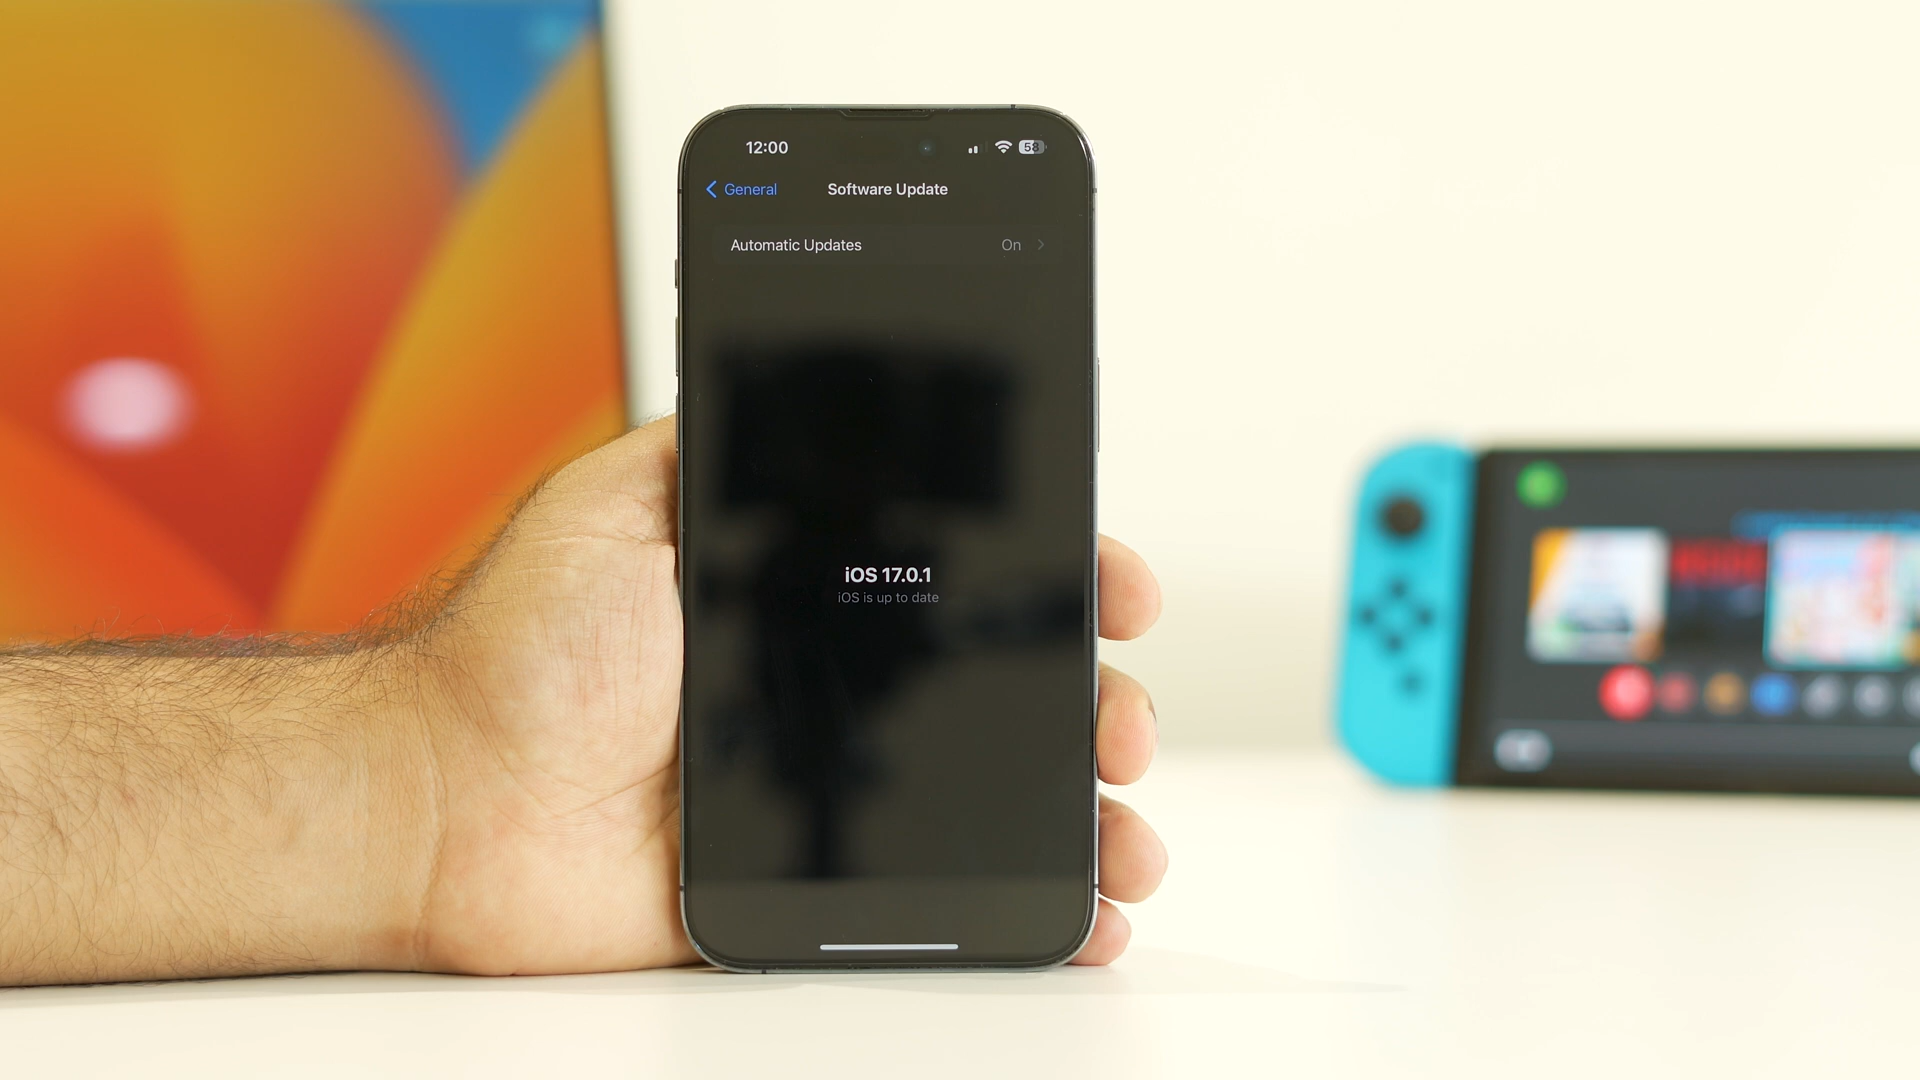 12:00
58
General
Software Update
Automatic Updates
On
iOS 17.0.1
iOS is up to date